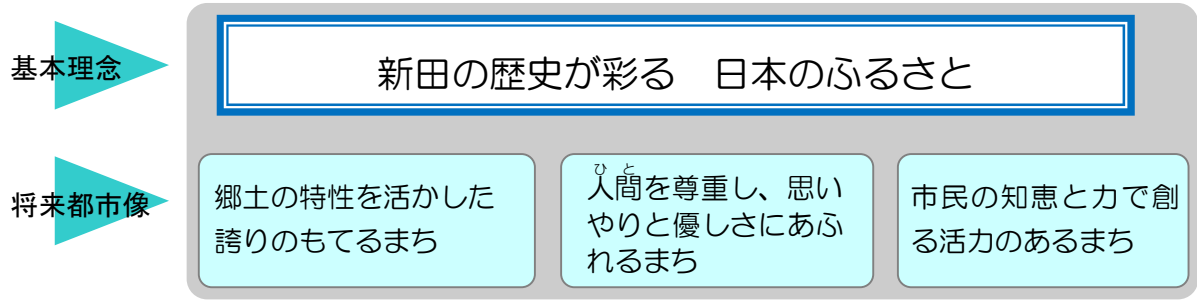 基本理念
新田の歴史が彩る　日本のふるさと
将来都市像
郷土の特性を活かした
誇りのもてるまち
ひと
人間を尊重し、思い
やりと優しさにあふ
れるまち
市民の知恵と力で創
る活力のあるまち